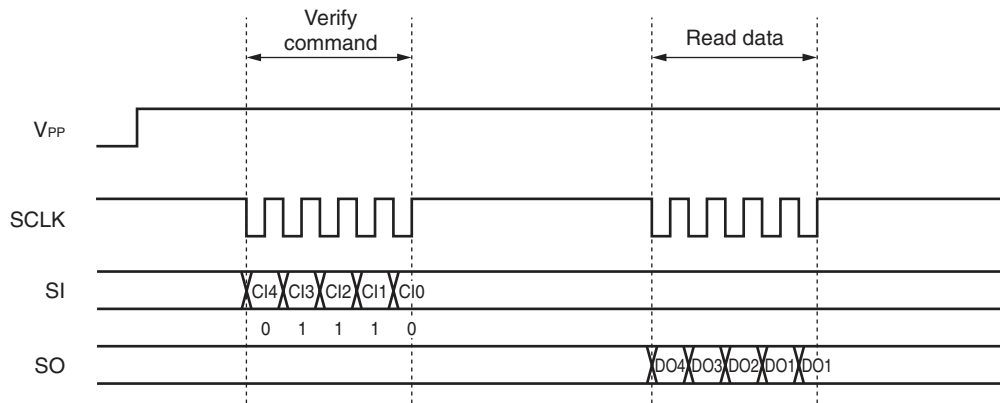 Verify
command
Read data
VPP
SCLK
SI
CI4 CI3 CI2 CI1 CI0
0 1 1 1 0
SO
DO4 DO3 DO2 DO1 DO1